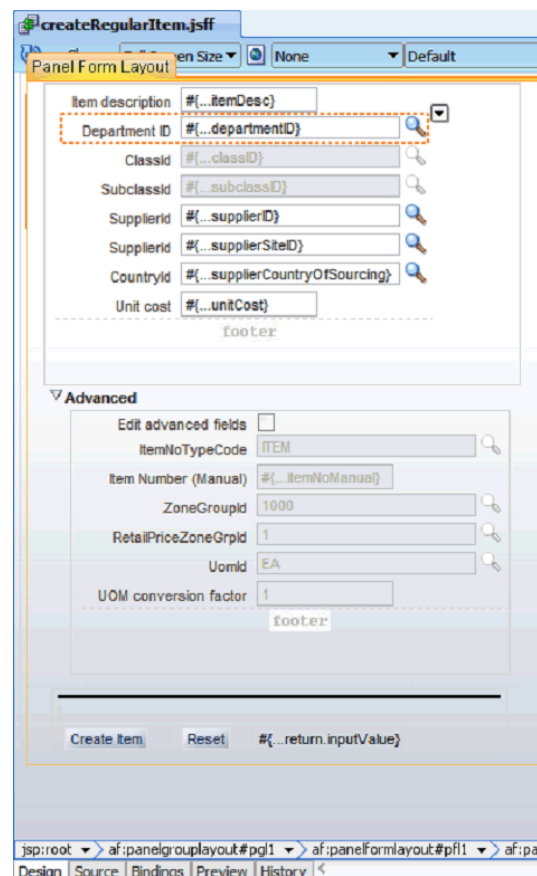 createRegularItem.jsff
en Size None Default
Panel Form Layout
Item description #{...itemDesc}
Department ID #{...departmentID}
ClassId #{...classID}
SubclassId #{...subclassID}
SupplierId #{...supplierID}
SupplierId #{...supplierSiteID}
CountryId #{...supplierCountryOfSourcing}
Unit cost #{...unitCost}
footer
Advanced
Edit advanced fields
ItemNoTypeCode ITEM
Item Number (Manual) #{...itemNoManual}
ZoneGroupId 1000
RetailPriceZoneGrpId 1
UomId EA
UOM conversion factor 1
footer
Create Item Reset #{...return.inputValue}
jsp:root af:panelgrouplayout#pgl1 af:panelformlayout#pfl1 af:pa
Design Source Bindings Preview History